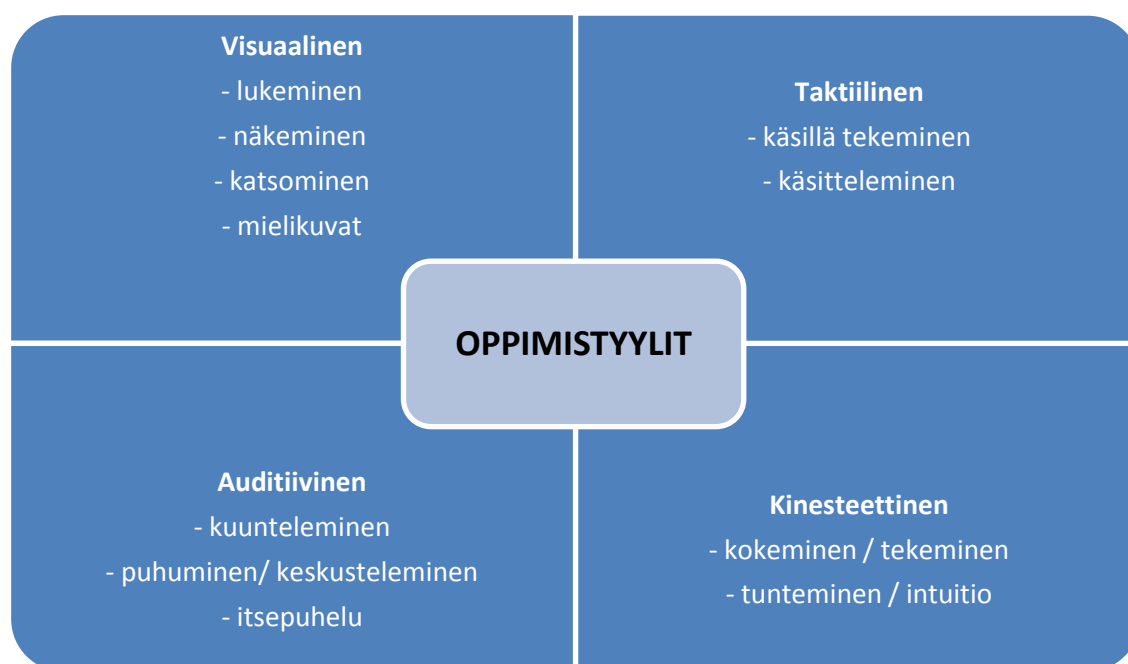 Visuaalinen
- lukeminen
- näkeminen
- katsominen
- mielikuvat
Taktiilinen
- käsillä tekeminen
- käsitteleminen
OPPIMISTYYLIT
Auditiivinen
- kuunteleminen
- puhuminen/ keskusteleminen
- itsepuhelu
Kinesteettinen
- kokeminen / tekeminen
- tunteminen / intuitio